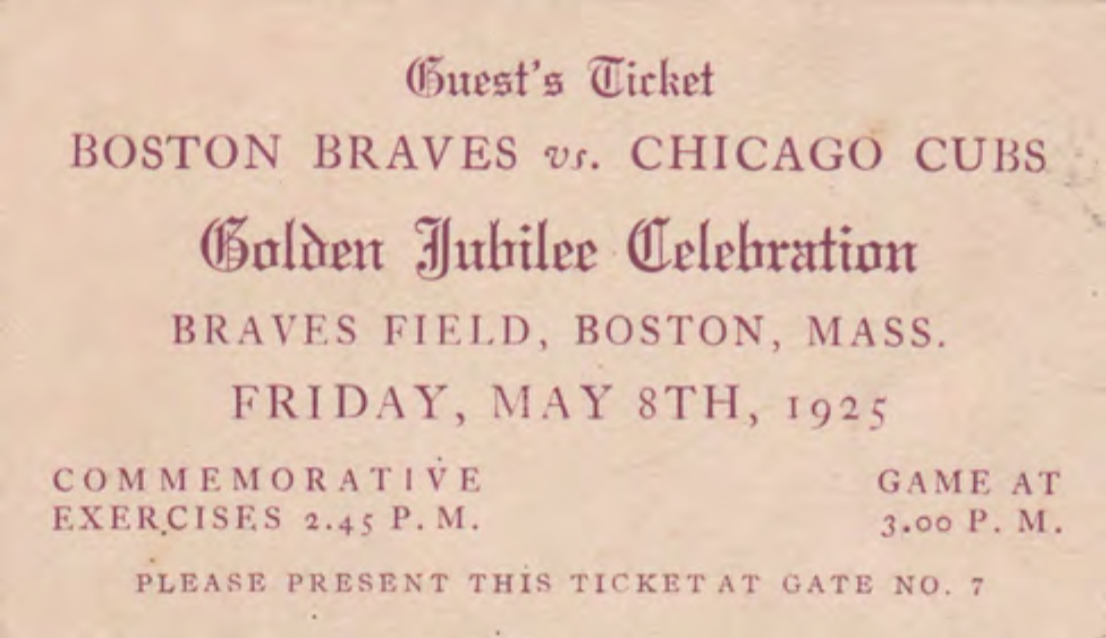 Guest's Ticket
BOSTON BRAVES vs. CHICAGO CUBS
Golden Jubilee Celebration
BRAVES FIELD, BOSTON, MASS.
FRIDAY, MAY 8TH, 1925
COMMEMORATIVE
EXERCISES 2.45 P. M.
GAME AT
3.00 P. M.
PLEASE PRESENT THIS TICKET AT GATE NO. 7